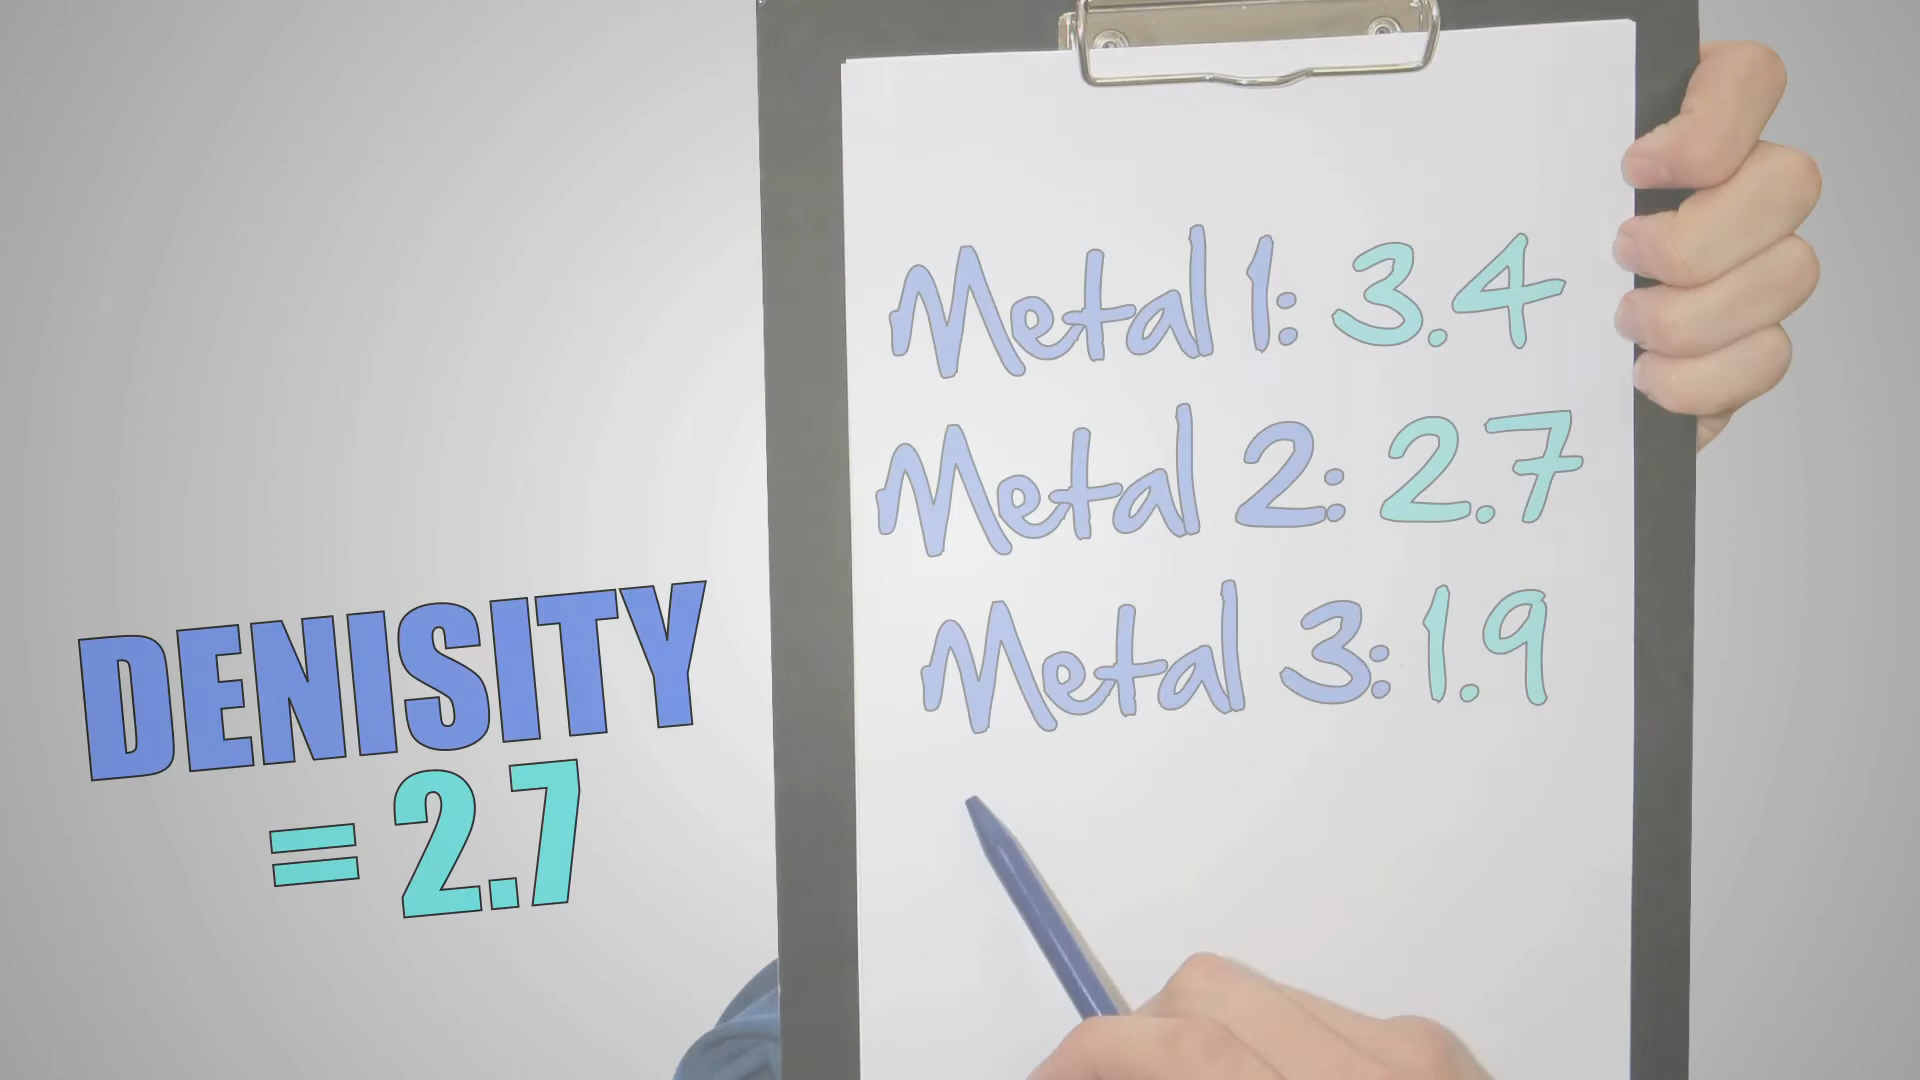 Metal 1: 3.4
Metal 2: 2.7
Metal 3: 1.9
DENISITY
= 2.7